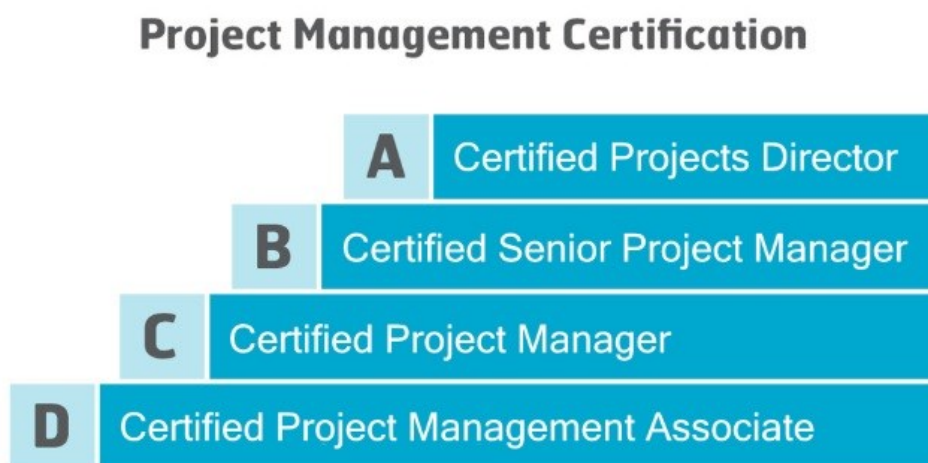 Project Management Certification
A Certified Projects Director
B Certified Senior Project Manager
C Certified Project Manager
D Certified Project Management Associate